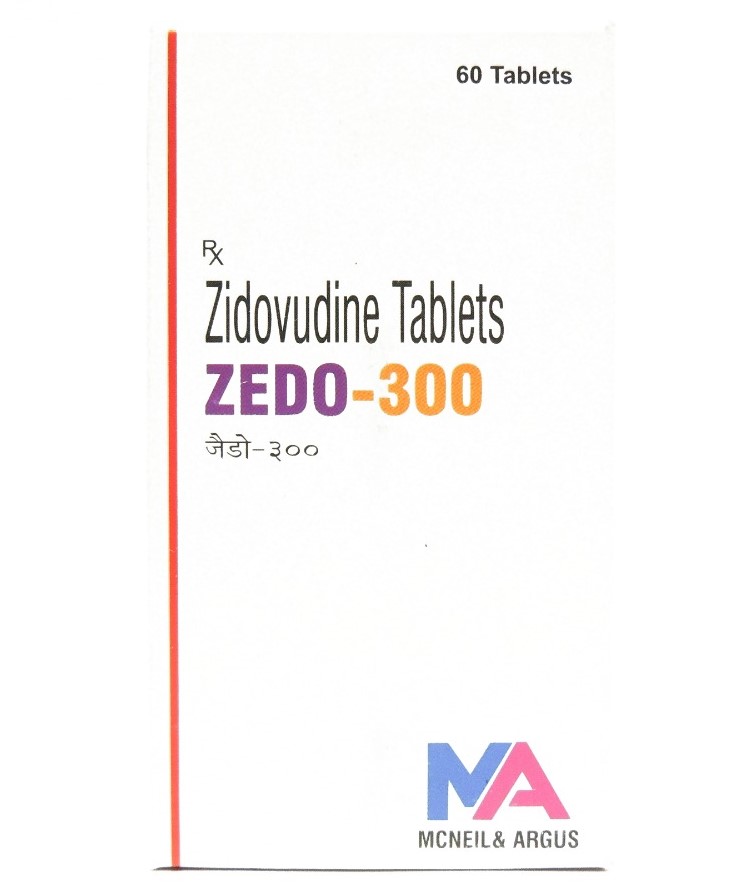 60 Tablets
Rx
Zidovudine Tablets
ZEDO-300
जैडो-३००
MA
MCNEIL & ARGUS